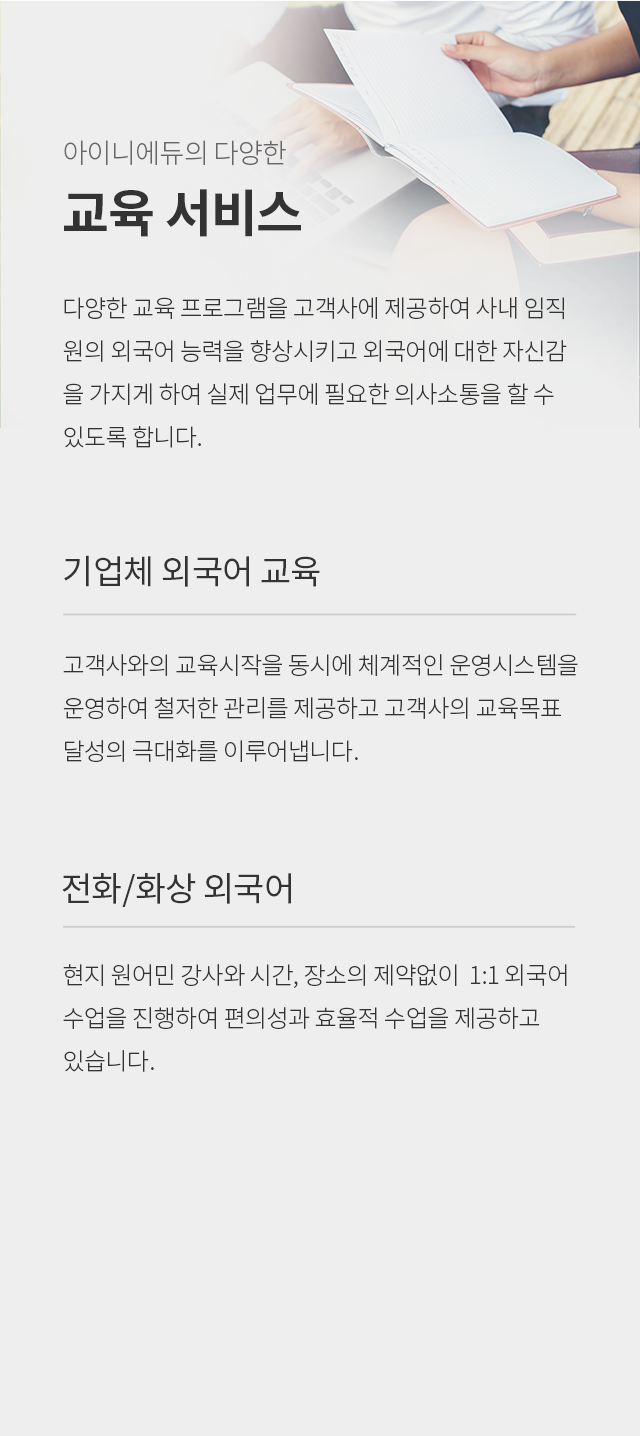 아이니에듀의 다양한
교육 서비스
다양한 교육 프로그램을 고객사에 제공하여 사내 임직
원의 외국어 능력을 향상시키고 외국어에 대한 자신감
을 가지게 하여 실제 업무에 필요한 의사소통을 할 수
있도록 합니다.
기업체 외국어 교육
고객사와의 교육시작을 동시에 체계적인 운영시스템을
운영하여 철저한 관리를 제공하고 고객사의 교육목표
달성의 극대화를 이루어냅니다.
전화/화상 외국어
현지 원어민 강사와 시간, 장소의 제약없이  1:1 외국어
수업을 진행하여 편의성과 효율적 수업을 제공하고
있습니다.